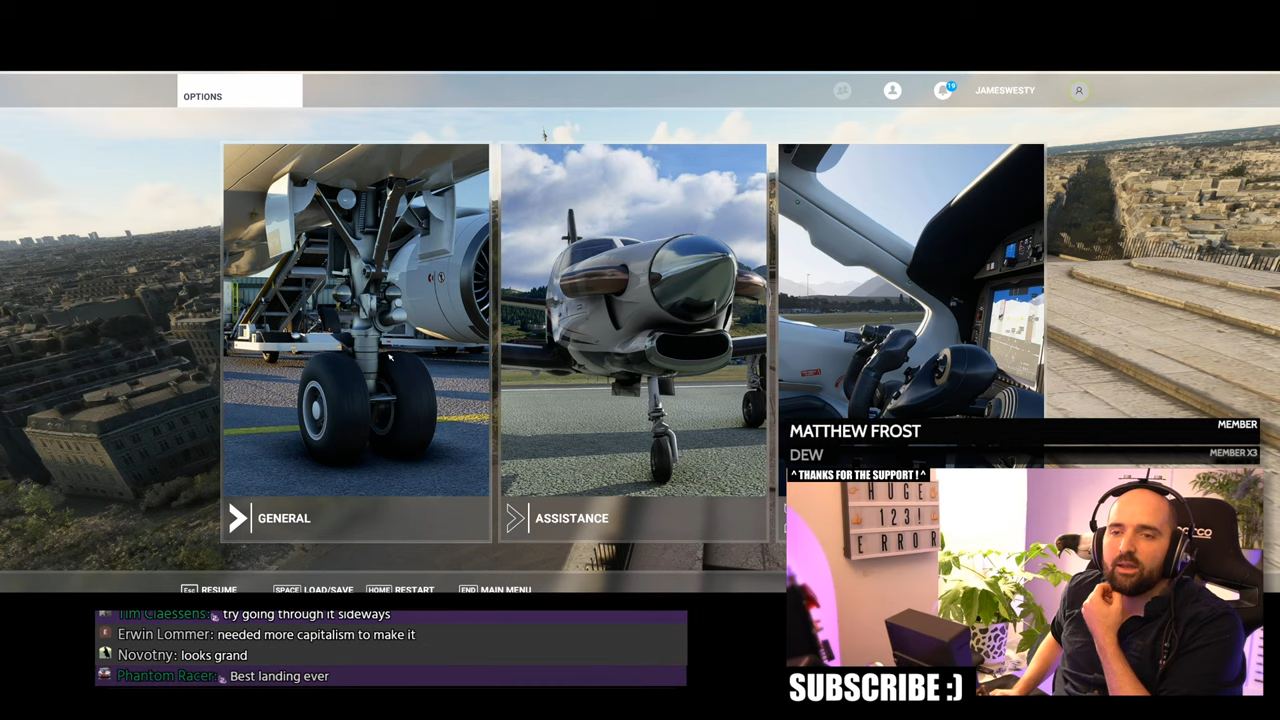 OPTIONS
19
JAMESWESTY
GENERAL
ASSISTANCE
Esc RESUME
SPACE LOAD/SAVE
HOME RESTART
END MAIN MENU
MATTHEW FROST
MEMBER
DEW
MEMBER X3
^ THANKS FOR THE SUPPORT ! ^
HUGE
123!
ERROR
SUBSCRIBE :)
Tim Claessens: try going through it sideways
Erwin Lommer: needed more capitalism to make it
Novotny: looks grand
Phantom Racer: Best landing ever